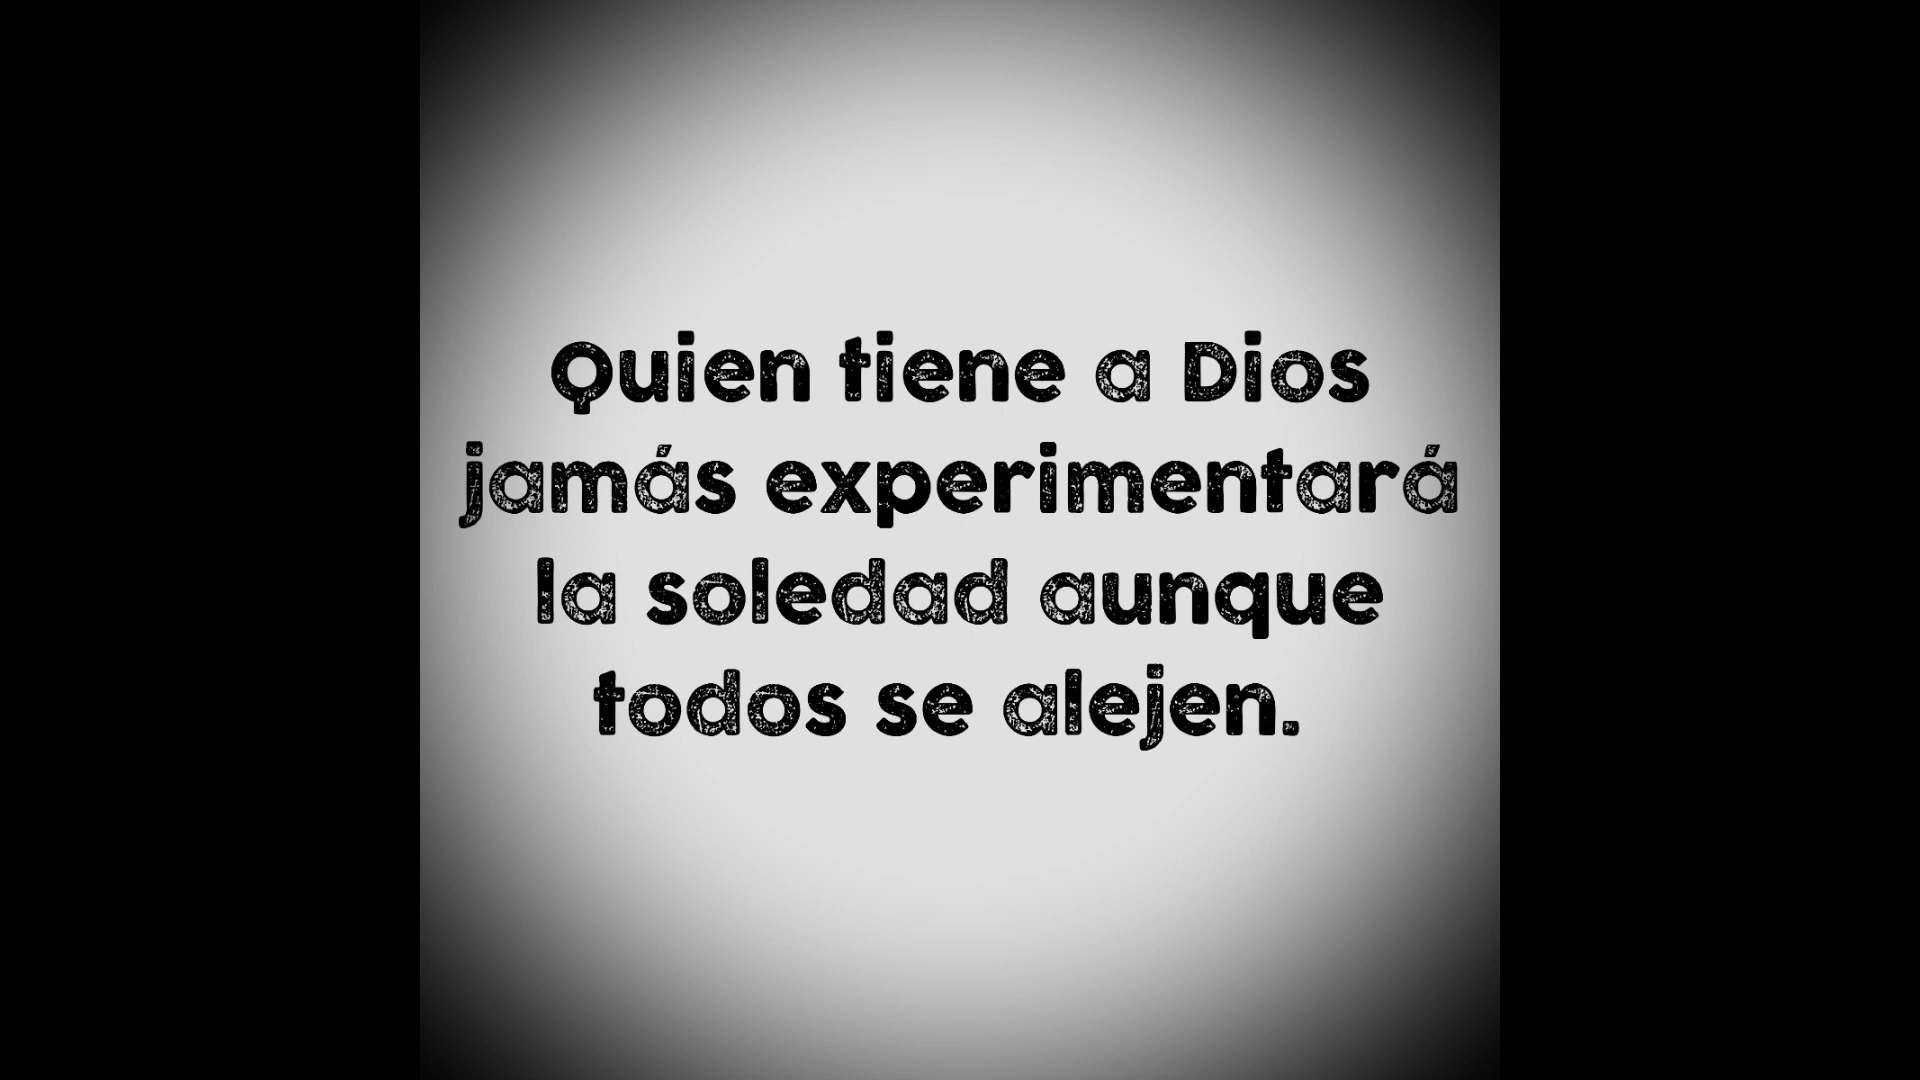 Quien tiene a Dios
jamás experimentará
la soledad aunque
todos se alejen.